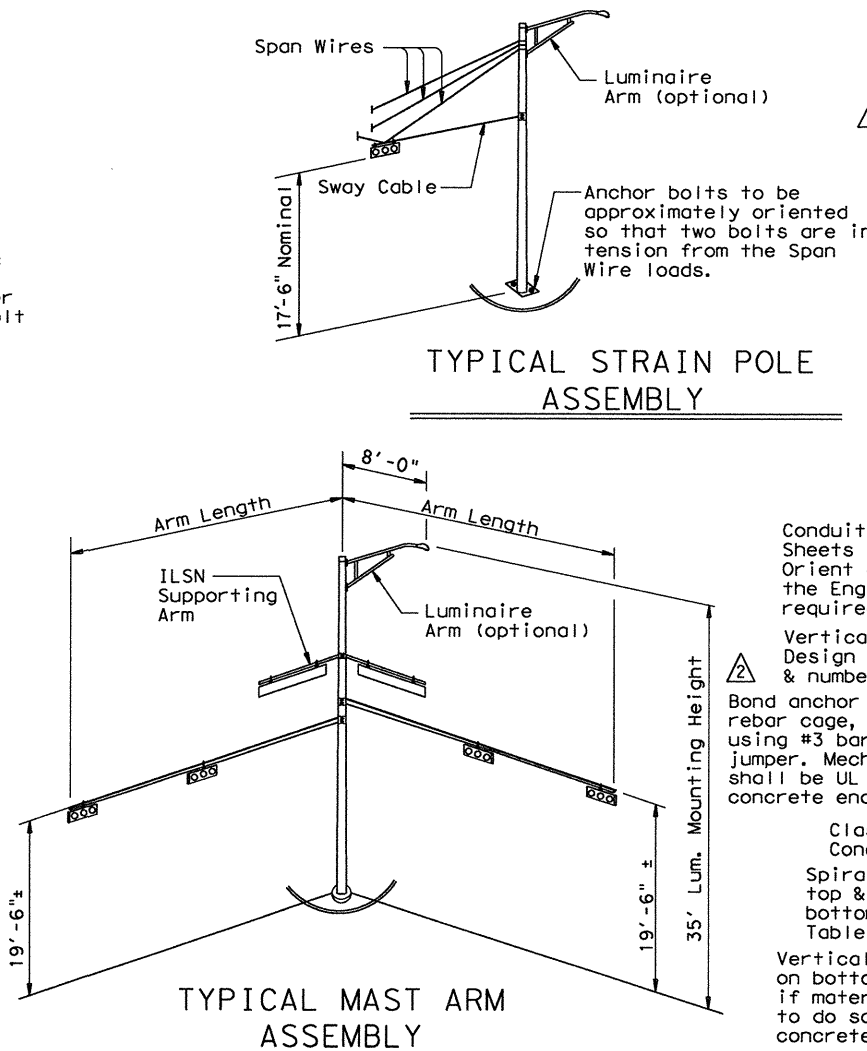 Span Wires
Luminaire
Arm (optional)
Sway Cable
17'-6" Nominal
Anchor bolts to be
approximately oriented
so that two bolts are in
tension from the Span
Wire loads.
TYPICAL STRAIN POLE
ASSEMBLY
8'-0"
Arm Length
Arm Length
ILSN
Supporting
Arm
Luminaire
Arm (optional)
19'-6"±
19'-6" ±
35' Lum. Mounting Height
TYPICAL MAST ARM
ASSEMBLY
Conduit
Sheets
Orient
the Eng
require
Vertica
Design
2
& numbe
Bond anchor
rebar cage,
using #3 bar
jumper. Mech
shall be UL
concrete enc
Cla
Conc
Spira
top &
bottom
Table
Vertical
on botto
if mater
to do so
concrete